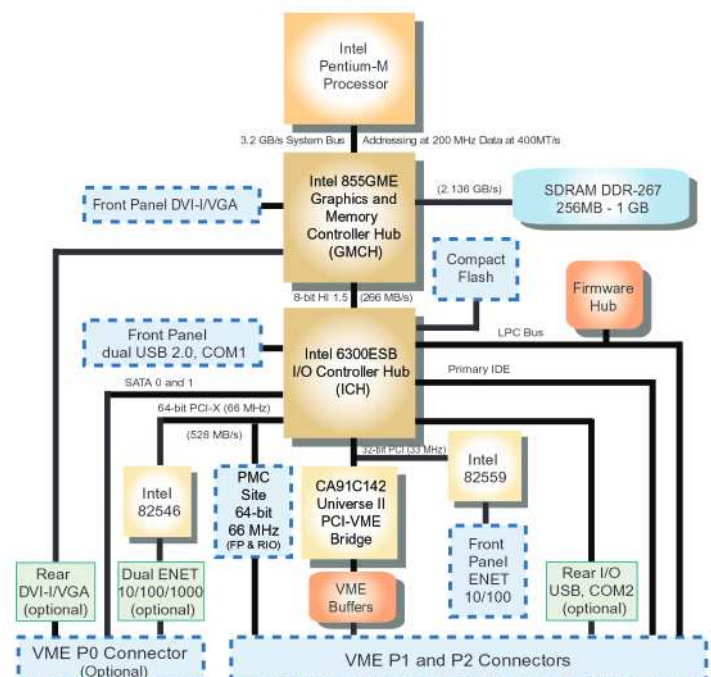 Intel
Pentium-M
Processor
3.2 GB/s System Bus
Addressing at 200 MHz Data at 400MT/s
Front Panel DVI-I/VGA
Intel 855GME
Graphics and
Memory
Controller Hub
(GMCH)
(2.136 GB/s)
SDRAM DDR-267
256MB - 1 GB
Compact
Flash
Firmware
Hub
8-bit HI 1.5
(266 MB/s)
LPC Bus
Front Panel
dual USB 2.0, COM1
Intel 6300ESB
I/O Controller Hub
(ICH)
Primary IDE
SATA 0 and 1
64-bit PCI-X (66 MHz)
(528 MB/s)
32-bit PCI (33 MHz)
Intel
82546
PMC
Site
64-bit
66 MHz
(FP & RIO)
CA91C142
Universe II
PCI-VME
Bridge
Intel
82559
Front
Panel
ENET
10/100
Rear
DVI-I/VGA
(optional)
Dual ENET
10/100/1000
(optional)
VME
Buffers
Rear I/O
USB, COM2
(optional)
VME P0 Connector
(Optional)
VME P1 and P2 Connectors